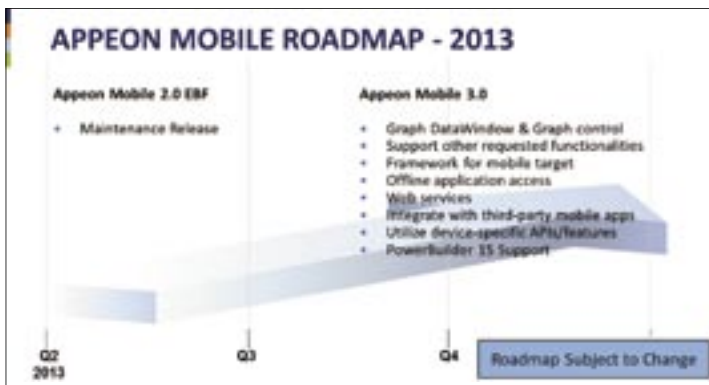 APPEON MOBILE ROADMAP - 2013
Appeon Mobile 2.0 EBF
+ Maintenance Release
Appeon Mobile 3.0
+ Graph DataWindow & Graph control
+ Support other requested functionalities
+ Framework for mobile target
+ Offline application access
+ Web services
+ Integrate with third-party mobile apps
+ Utilize device-specific APIs/features
+ PowerBuilder 15 Support
Q2
2013
Q3
Q4
Roadmap Subject to Change